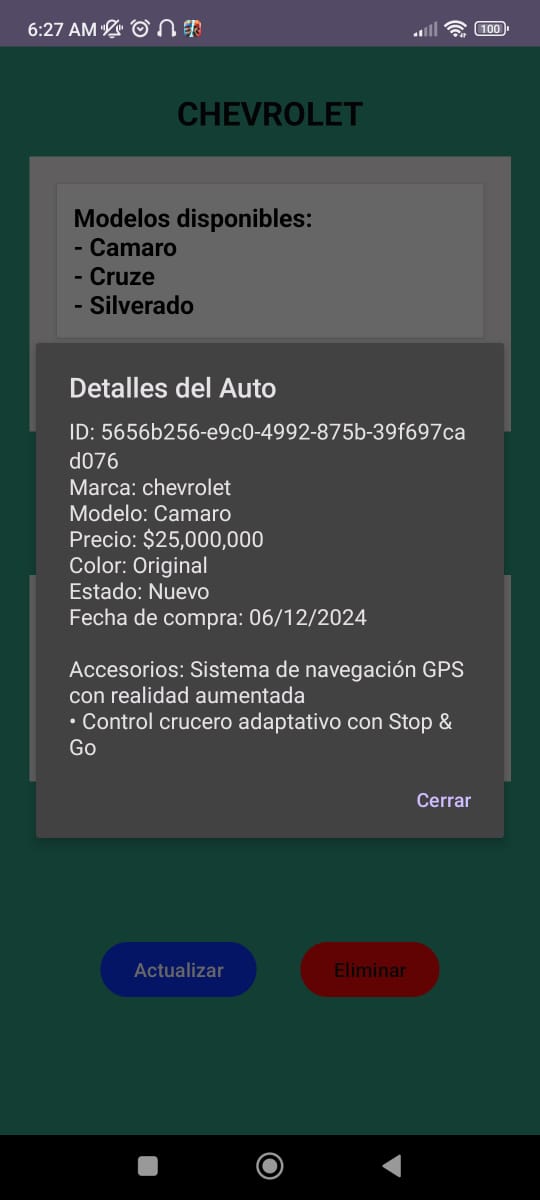 6:27 AM
100
CHEVROLET
Modelos disponibles:
- Camaro
- Cruze
- Silverado
Detalles del Auto
ID: 5656b256-e9c0-4992-875b-39f697ca
d076
Marca: chevrolet
Modelo: Camaro
Precio: $25,000,000
Color: Original
Estado: Nuevo
Fecha de compra: 06/12/2024
Accesorios: Sistema de navegación GPS
con realidad aumentada
• Control crucero adaptativo con Stop &
Go
Cerrar
Actualizar
Eliminar